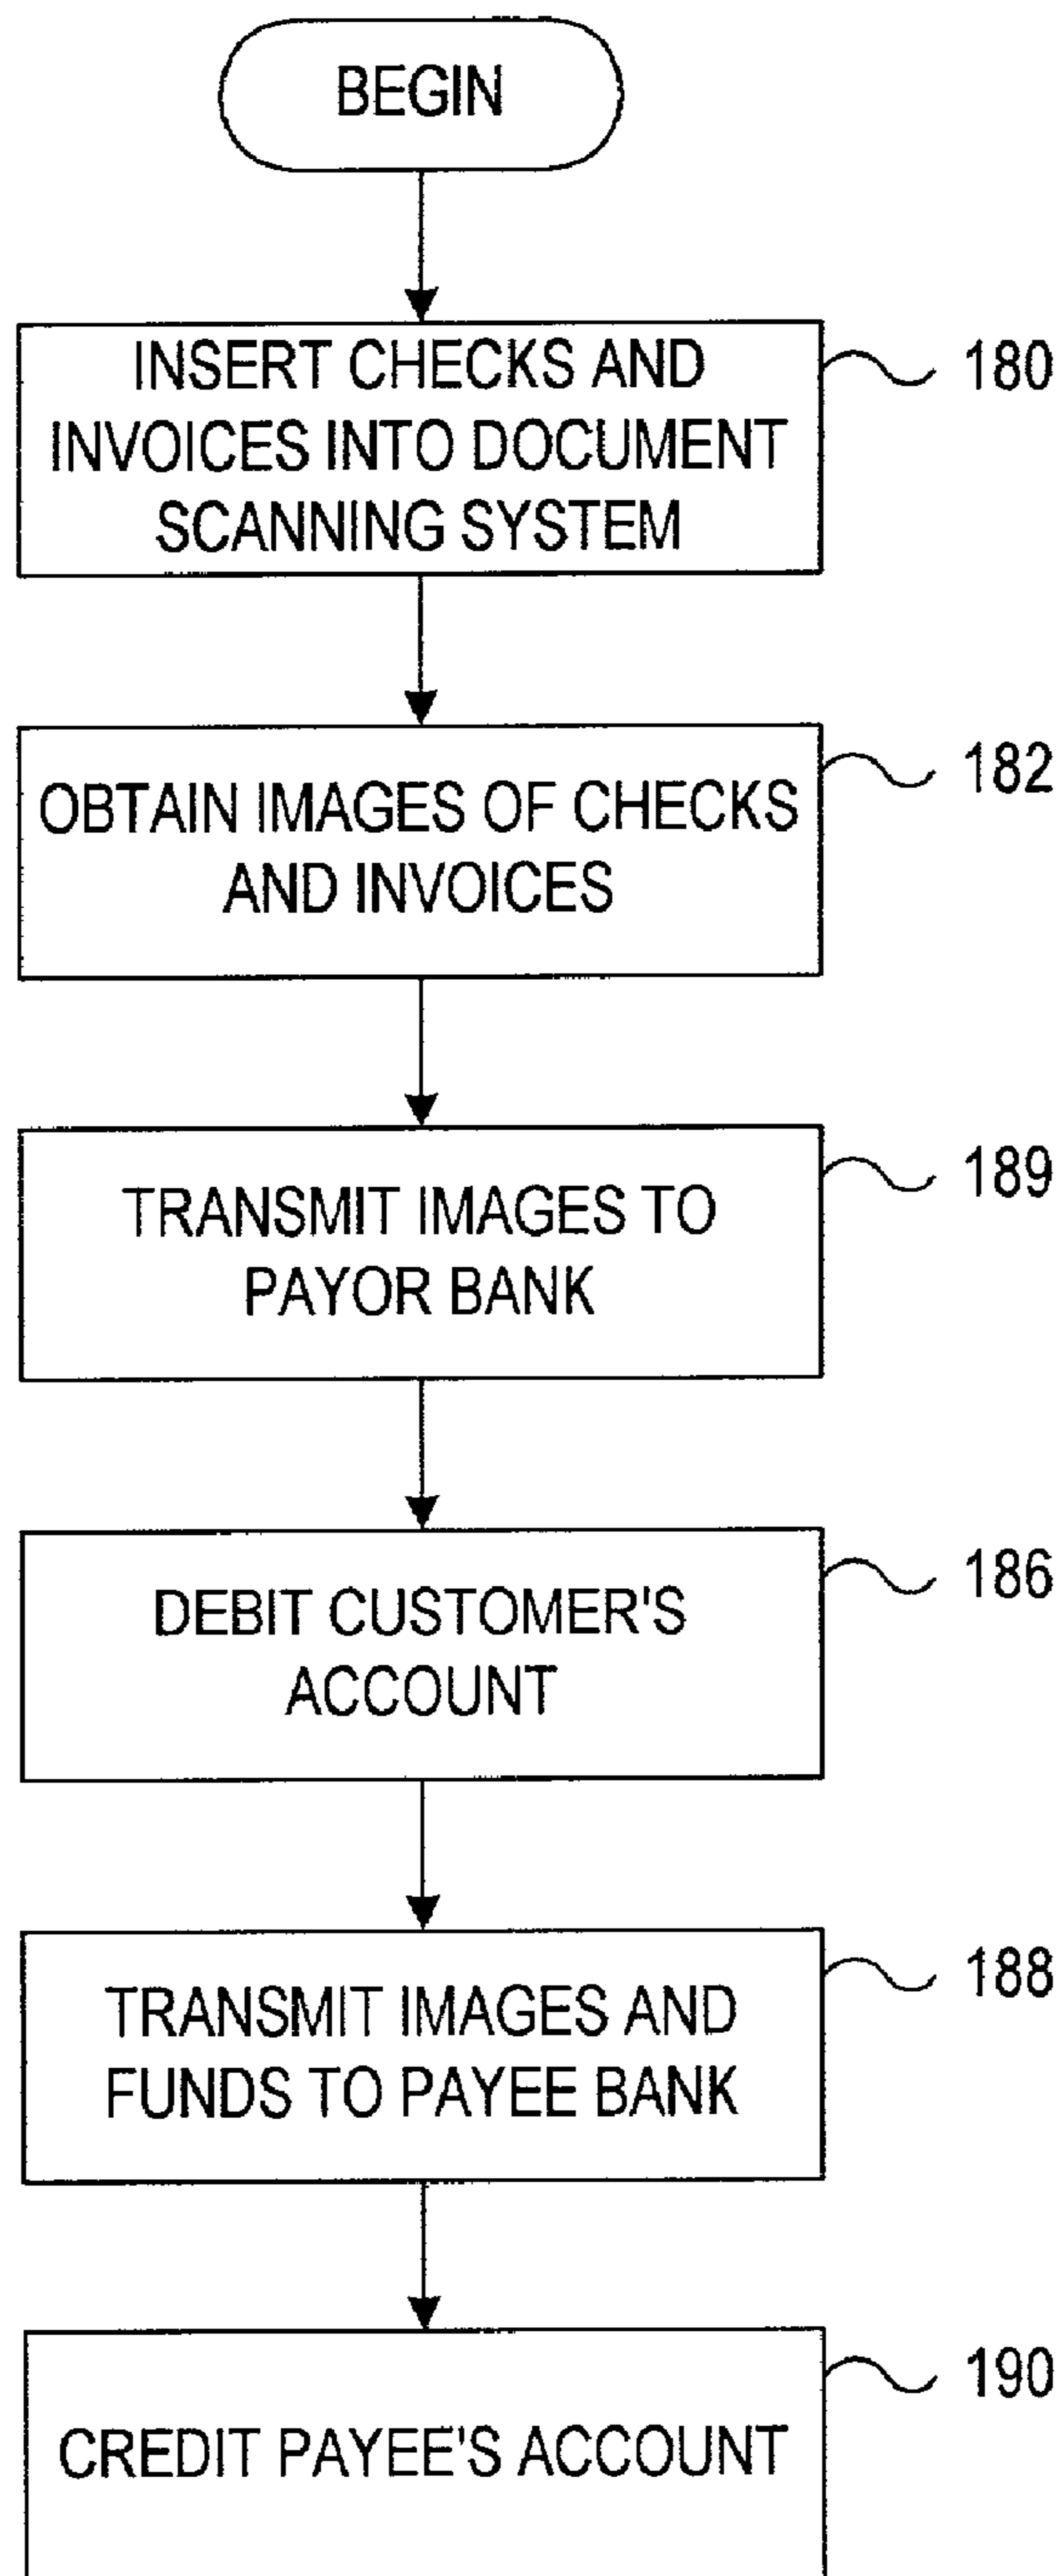 BEGIN
INSERT CHECKS AND
INVOICES INTO DOCUMENT
SCANNING SYSTEM
180
OBTAIN IMAGES OF CHECKS
AND INVOICES
182
TRANSMIT IMAGES TO
PAYOR BANK
189
DEBIT CUSTOMER'S
ACCOUNT
186
TRANSMIT IMAGES AND
FUNDS TO PAYEE BANK
188
CREDIT PAYEE'S ACCOUNT
190